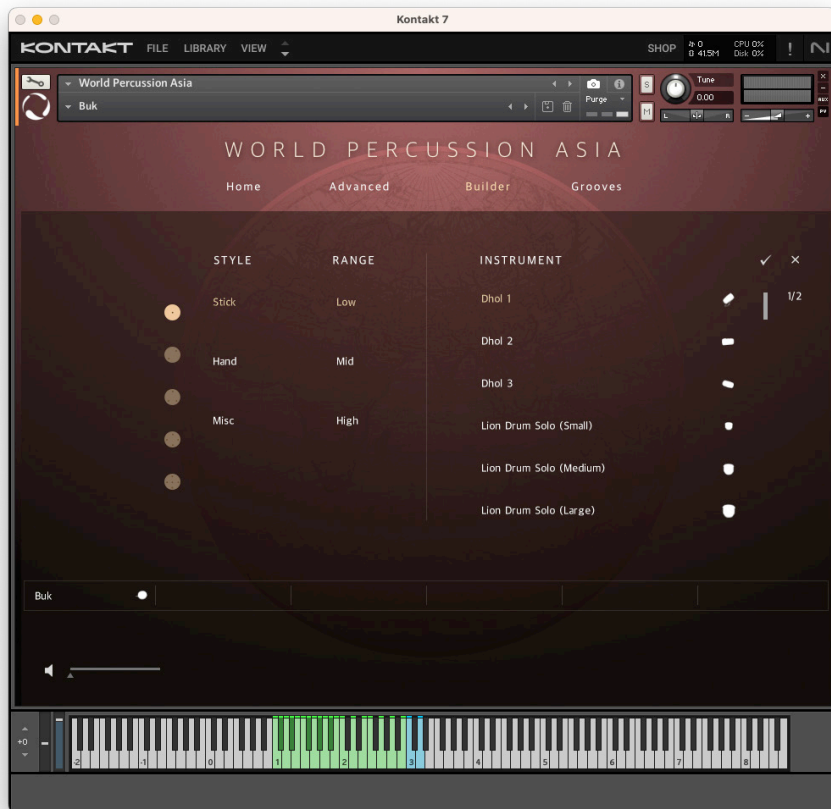 Kontakt 7
KONTAKT FILE LIBRARY VIEW SHOP 0 415M CPU 0% Disk 0% !
World Percussion Asia S Tune 0.00
Buk Purge M L R - + AUX PV
WORLD PERCUSSION ASIA
Home Advanced Builder Grooves
STYLE RANGE INSTRUMENT
Stick Low Dhol 1 1/2
Dhol 2
Hand Mid
Dhol 3
Misc High Lion Drum Solo (Small)
Lion Drum Solo (Medium)
Lion Drum Solo (Large)
Buk
+0
-2 -1 0 1 2 3 4 5 6 7 8